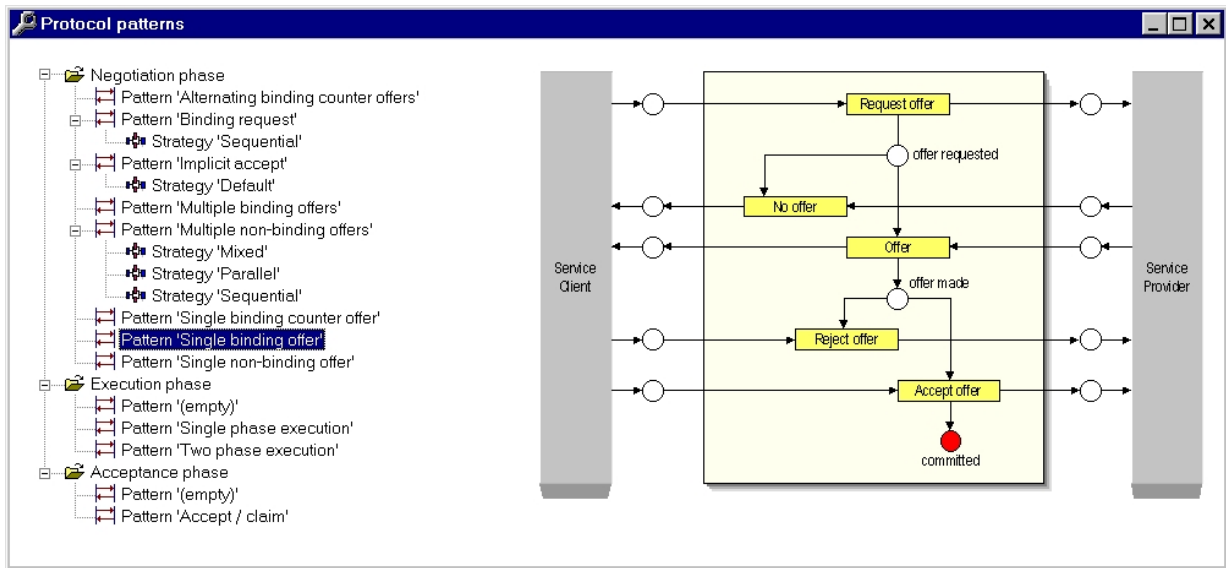 Protocol patterns
Negotiation phase
Pattern 'Alternating binding counter offers'
Pattern 'Binding request'
Strategy 'Sequential'
Pattern 'Implicit accept'
Strategy 'Default'
Pattern 'Multiple binding offers'
Pattern 'Multiple non-binding offers'
Strategy 'Mixed'
Strategy 'Parallel'
Strategy 'Sequential'
Pattern 'Single binding counter offer'
Pattern 'Single binding offer'
Pattern 'Single non-binding offer'
Execution phase
Pattern '(empty)'
Pattern 'Single phase execution'
Pattern 'Two phase execution'
Acceptance phase
Pattern '(empty)'
Pattern 'Accept / claim'
Service
Client
Request offer
offer requested
No offer
Offer
offer made
Reject offer
Accept offer
committed
Service
Provider